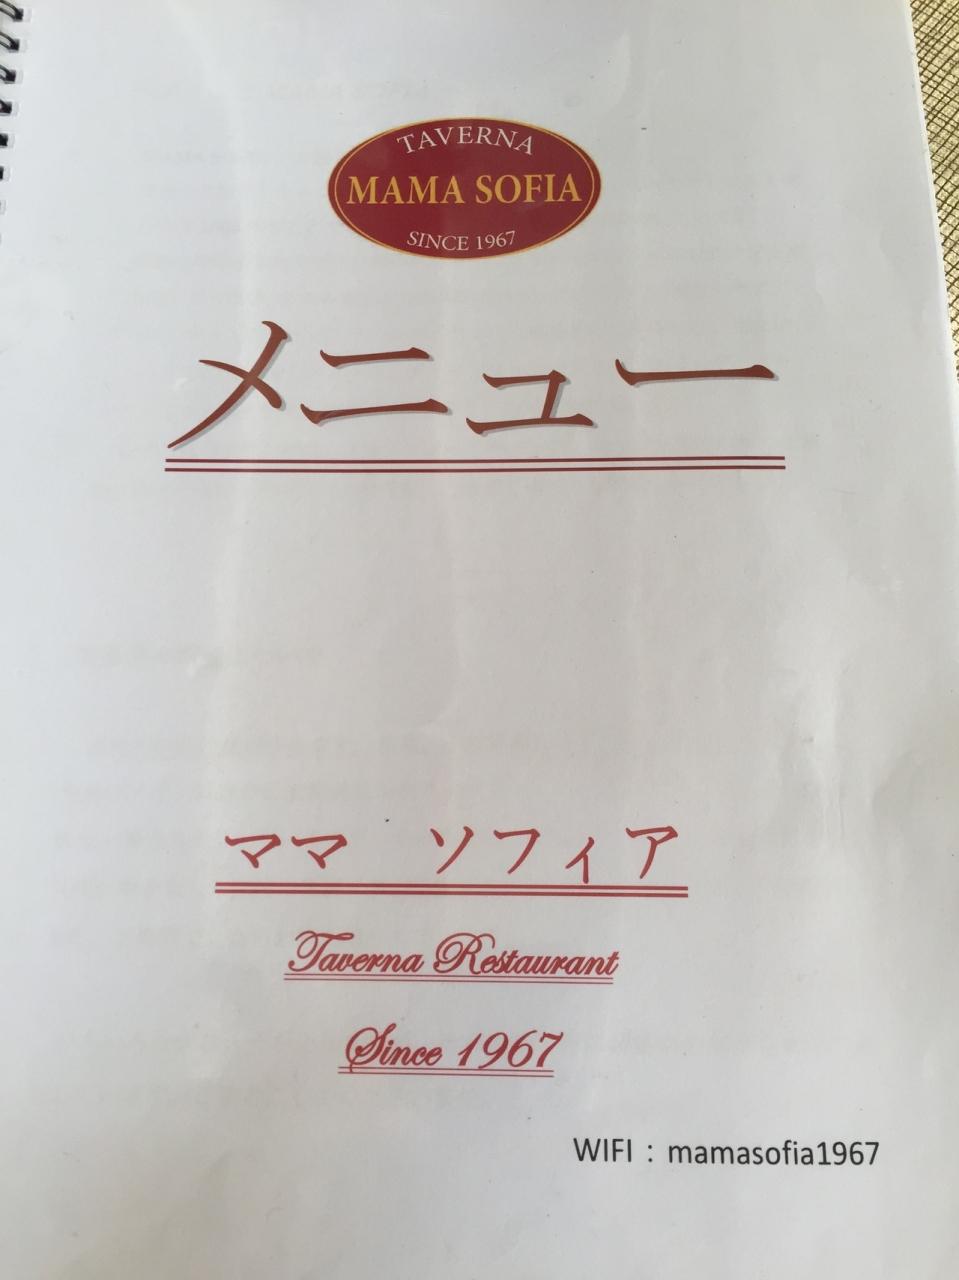 TAVERNA
MAMA SOFIA
SINCE 1967
メニュー
ママ　ソフィア
Taverna Restaurant
Since 1967
WIFI : mamasofia1967